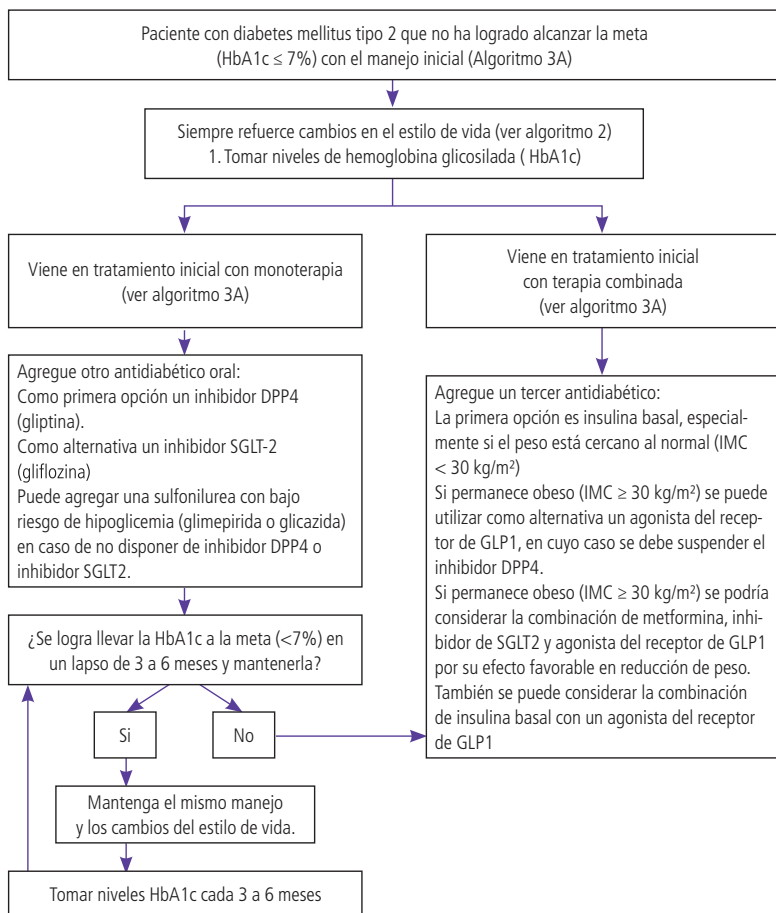 Paciente con diabetes mellitus tipo 2 que no ha logrado alcanzar la meta
(HbA1c ≤ 7%) con el manejo inicial (Algoritmo 3A)
Siempre refuerce cambios en el estilo de vida (ver algoritmo 2)
1. Tomar niveles de hemoglobina glicosilada ( HbA1c)
Viene en tratamiento inicial con monoterapia
(ver algoritmo 3A)
Viene en tratamiento inicial
con terapia combinada
(ver algoritmo 3A)
Agregue otro antidiabético oral:
Como primera opción un inhibidor DPP4
(gliptina).
Como alternativa un inhibidor SGLT-2
(gliflozina)
Puede agregar una sulfonilurea con bajo
riesgo de hipoglicemia (glimepirida o glicazida)
en caso de no disponer de inhibidor DPP4 o
inhibidor SGLT2.
Agregue un tercer antidiabético:
La primera opción es insulina basal, especial-
mente si el peso está cercano al normal (IMC
< 30 kg/m²)
Si permanece obeso (IMC ≥ 30 kg/m²) se puede
utilizar como alternativa un agonista del recep-
tor de GLP1, en cuyo caso se debe suspender el
inhibidor DPP4.
Si permanece obeso (IMC ≥ 30 kg/m²) se podría
considerar la combinación de metformina, inhi-
bidor de SGLT2 y agonista del receptor de GLP1
por su efecto favorable en reducción de peso.
También se puede considerar la combinación
de insulina basal con un agonista del receptor
de GLP1
¿Se logra llevar la HbA1c a la meta (<7%) en
un lapso de 3 a 6 meses y mantenerla?
Si
No
Mantenga el mismo manejo
y los cambios del estilo de vida.
Tomar niveles HbA1c cada 3 a 6 meses